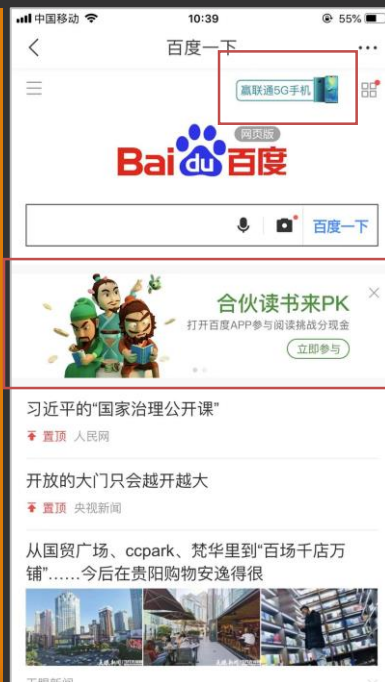 中国移动 10:39 55%
百度一下
赢联通5G手机
网页版
Bai du 百度
百度一下
合伙读书来PK
打开百度APP参与阅读挑战分现金
立即参与
习近平的“国家治理公开课”
置顶 人民网
开放的大门只会越开越大
置顶 央视新闻
从国贸广场、ccpark、梵华里到“百场千店万
铺”……今后在贵阳购物安逸得很